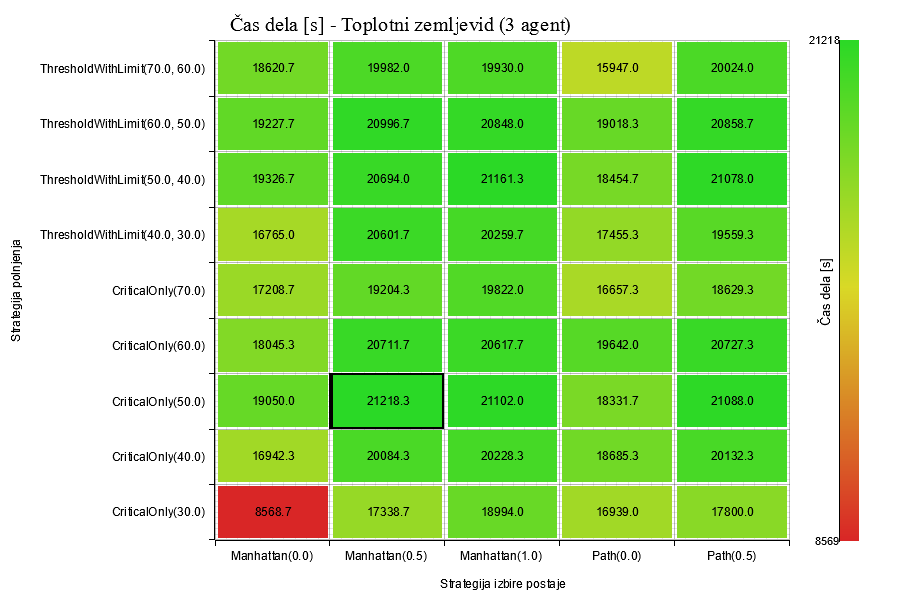 Čas dela [s] - Toplotni zemljevid (3 agent)
21218
ThresholdWithLimit(70.0, 60.0) 18620.7 19982.0 19930.0 15947.0 20024.0
ThresholdWithLimit(60.0, 50.0) 19227.7 20996.7 20848.0 19018.3 20858.7
ThresholdWithLimit(50.0, 40.0) 19326.7 20694.0 21161.3 18454.7 21078.0
ThresholdWithLimit(40.0, 30.0) 16765.0 20601.7 20259.7 17455.3 19559.3
CriticalOnly(70.0) 17208.7 19204.3 19822.0 16657.3 18629.3
CriticalOnly(60.0) 18045.3 20711.7 20617.7 19642.0 20727.3
CriticalOnly(50.0) 19050.0 21218.3 21102.0 18331.7 21088.0
CriticalOnly(40.0) 16942.3 20084.3 20228.3 18685.3 20132.3
CriticalOnly(30.0) 8568.7 17338.7 18994.0 16939.0 17800.0
Strategija polnjenja
Čas dela [s]
8569
Manhattan(0.0) Manhattan(0.5) Manhattan(1.0) Path(0.0) Path(0.5)
Strategija izbire postaje